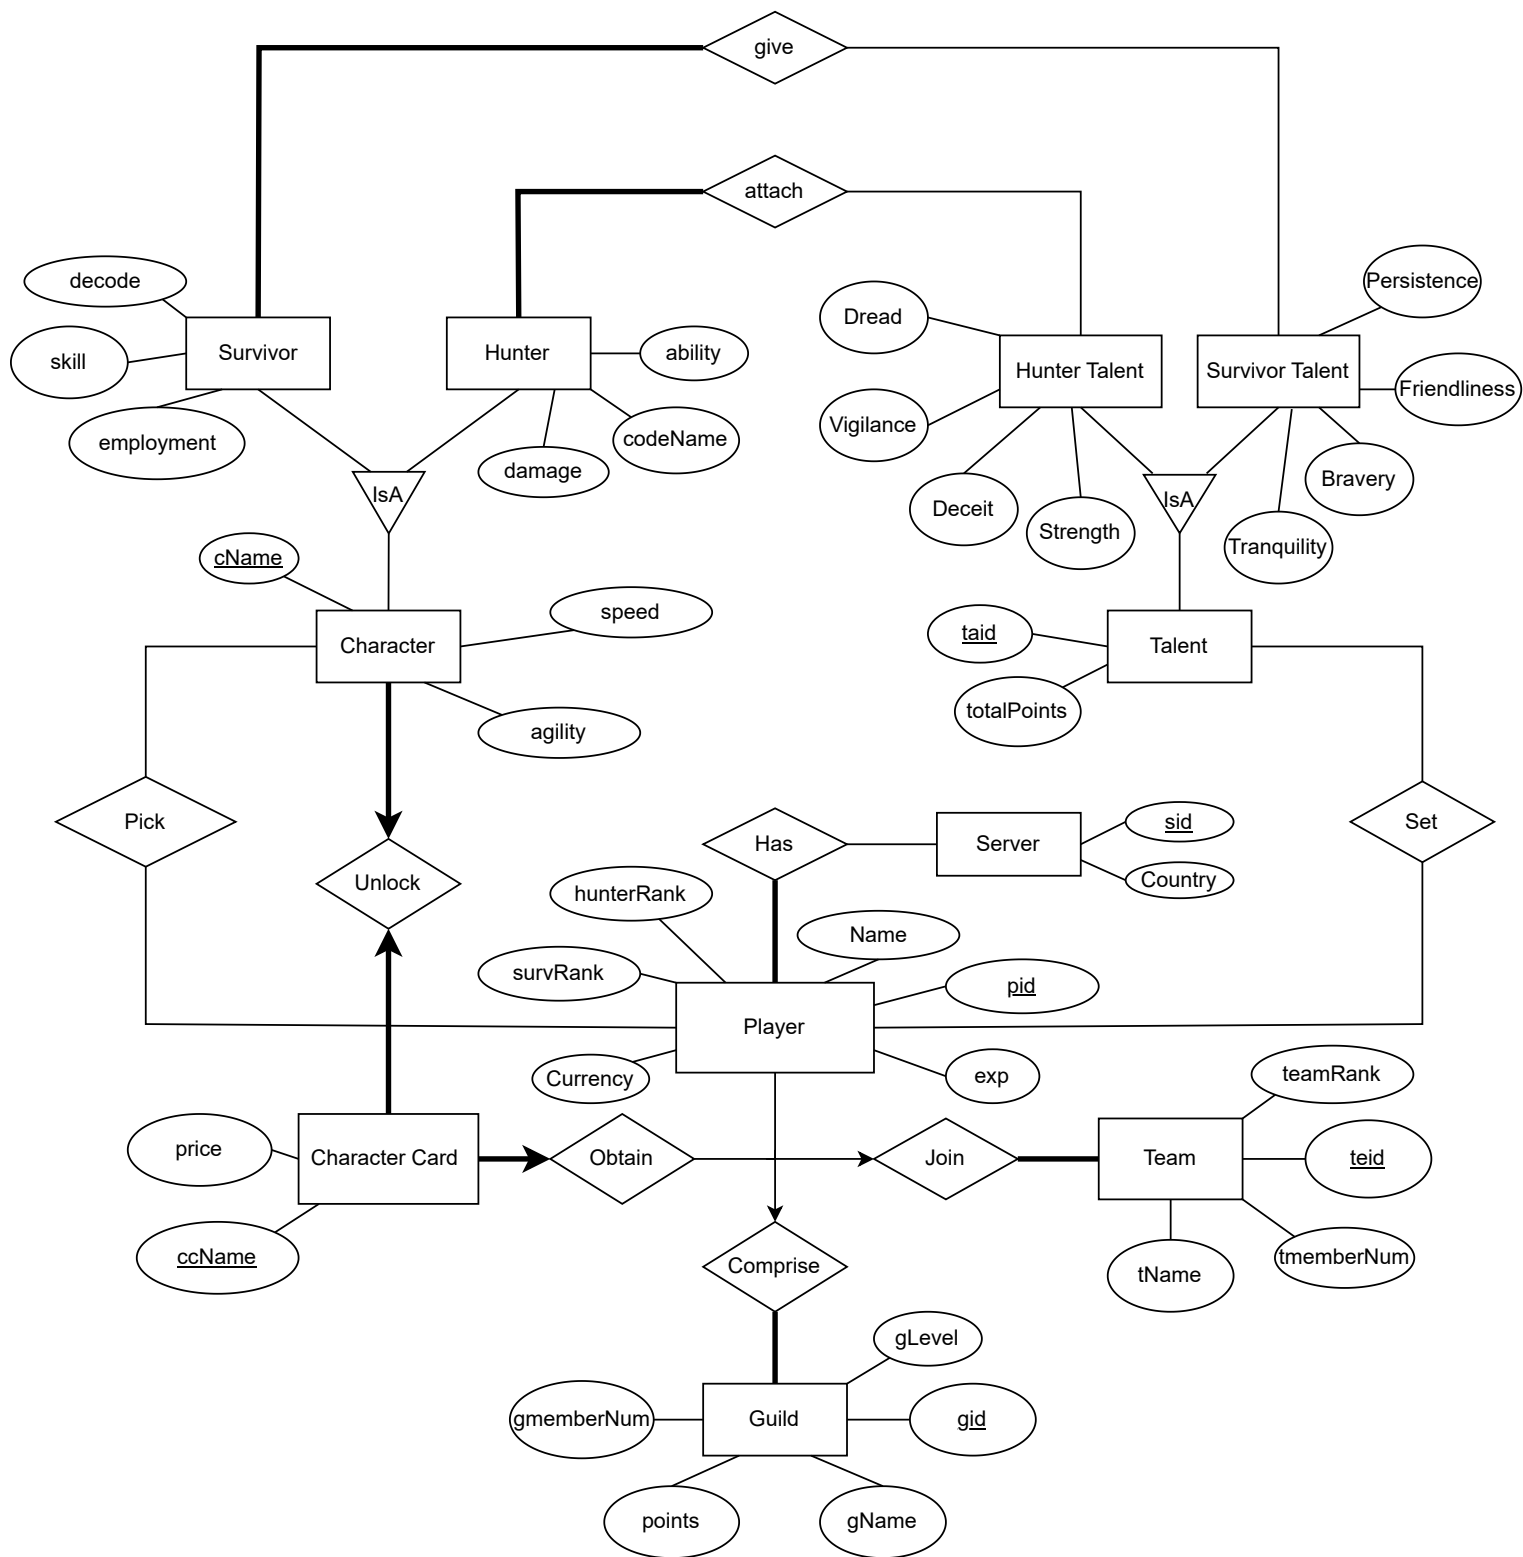 give
attach
decode
Persistence
Dread
skill
Survivor
Hunter
ability
Hunter Talent
Survivor Talent
Friendliness
Vigilance
employment
codeName
damage
Bravery
IsA
IsA
Deceit
Strength
Tranquility
cName
speed
Character
taid
Talent
totalPoints
agility
Pick
Has
Server
sid
Set
Unlock
Country
hunterRank
Name
survRank
pid
Player
Currency
exp
teamRank
price
Character Card
Obtain
Join
Team
teid
ccName
Comprise
tName
tmemberNum
gLevel
gmemberNum
Guild
gid
points
gName